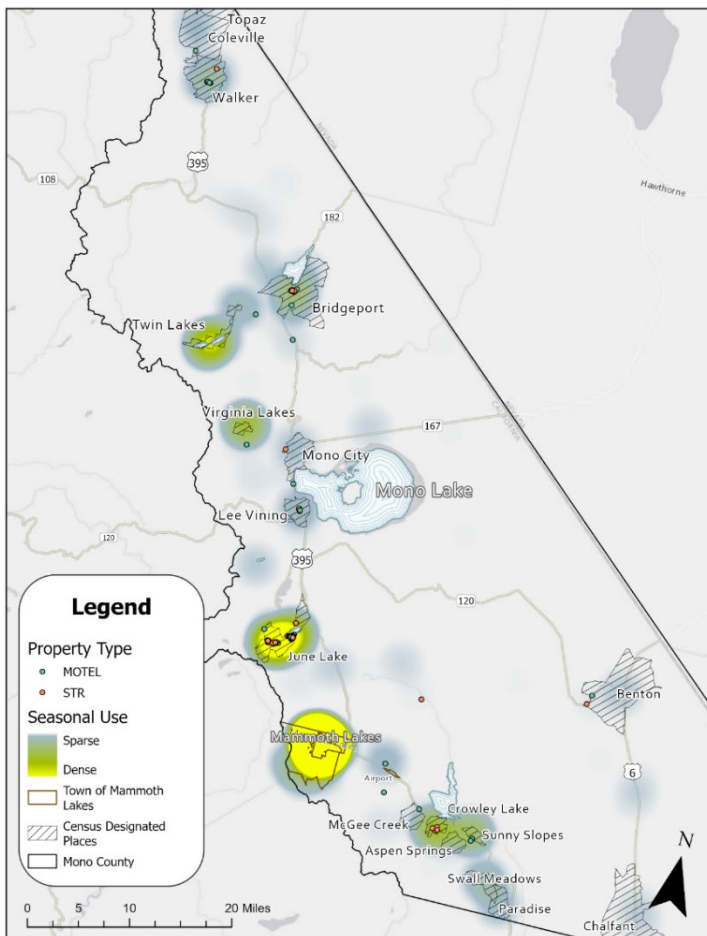 Topaz
Coleville
Walker
395
NEVADA
108
Hawthorne
182
Bridgeport
Twin Lakes
Virginia Lakes
NEVADA
CALIFORNIA
167
Mono City
Mono Lake
Lee Vining
120
395
120
June Lake
Benton
Mammoth Lakes
Airport
6
Crowley Lake
McGee Creek
Sunny Slopes
Aspen Springs
Swall Meadows
Paradise
Chalfant
N
Legend
Property Type
MOTEL
STR
Seasonal Use
Sparse
Dense
Town of Mammoth
Lakes
Census Designated
Places
Mono County
0 5 10 20 Miles